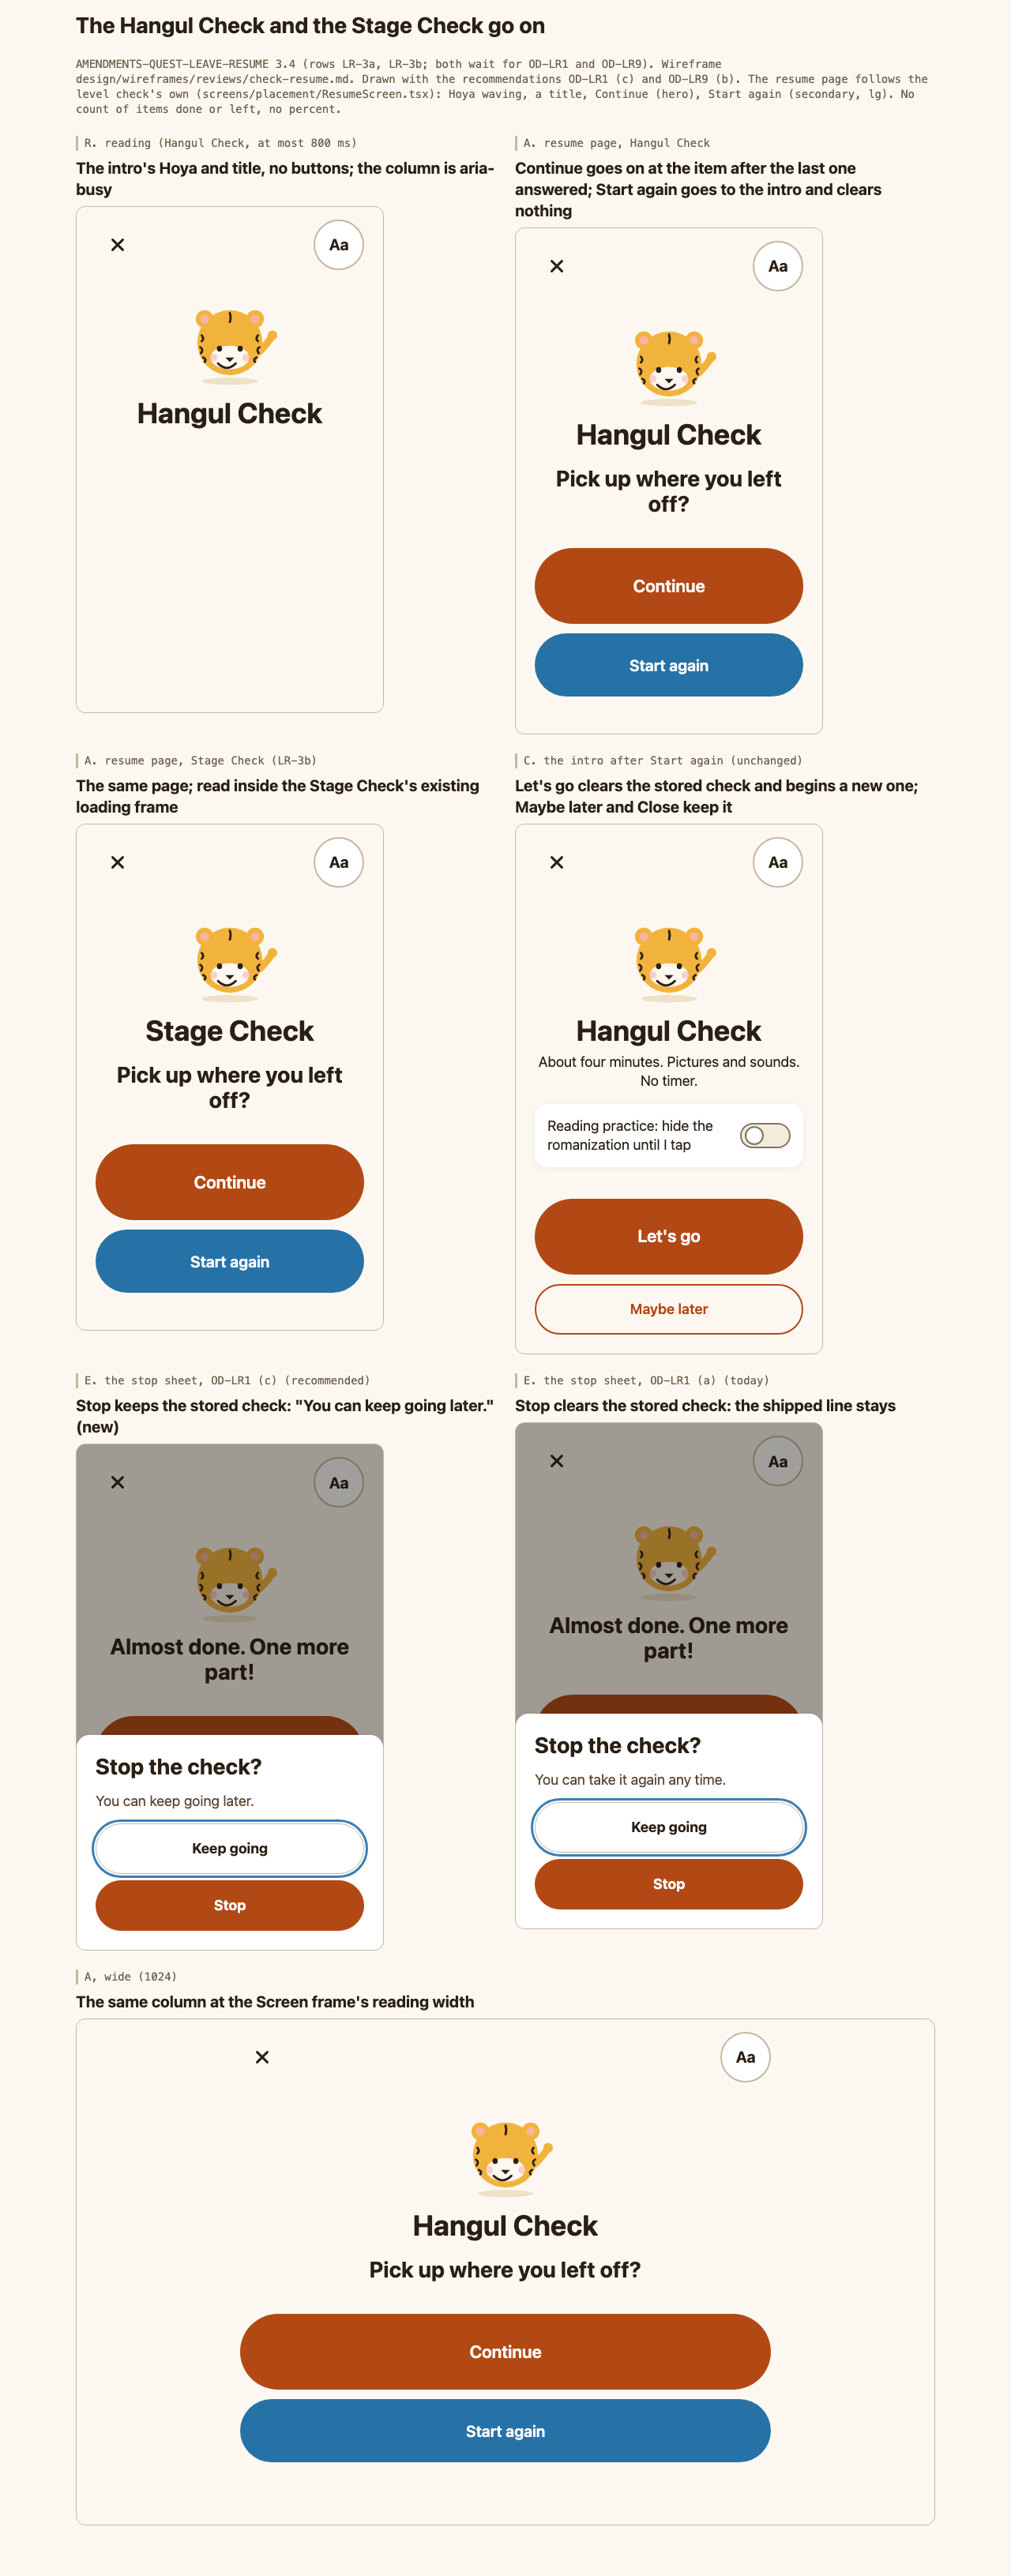 The Hangul Check and the Stage Check go on
AMENDMENTS-QUEST-LEAVE-RESUME 3.4 (rows LR-3a, LR-3b; both wait for OD-LR1 and OD-LR9). Wireframe
design/wireframes/reviews/check-resume.md. Drawn with the recommendations OD-LR1 (c) and OD-LR9 (b). The resume page follows the
level check's own (screens/placement/ResumeScreen.tsx): Hoya waving, a title, Continue (hero), Start again (secondary, lg). No
count of items done or left, no percent.
R. reading (Hangul Check, at most 800 ms)
The intro's Hoya and title, no buttons; the column is aria-
busy
✕
Aa
Hangul Check
A. resume page, Hangul Check
Continue goes on at the item after the last one
answered; Start again goes to the intro and clears
nothing
✕
Aa
Hangul Check
Pick up where you left
off?
Continue
Start again
A. resume page, Stage Check (LR-3b)
The same page; read inside the Stage Check's existing
loading frame
✕
Aa
Stage Check
Pick up where you left
off?
Continue
Start again
C. the intro after Start again (unchanged)
Let's go clears the stored check and begins a new one;
Maybe later and Close keep it
✕
Aa
Hangul Check
About four minutes. Pictures and sounds.
No timer.
Reading practice: hide the
romanization until I tap
Let's go
Maybe later
E. the stop sheet, OD-LR1 (c) (recommended)
Stop keeps the stored check: "You can keep going later."
(new)
✕
Aa
Almost done. One more
part!
Stop the check?
You can keep going later.
Keep going
Stop
E. the stop sheet, OD-LR1 (a) (today)
Stop clears the stored check: the shipped line stays
✕
Aa
Almost done. One more
part!
Stop the check?
You can take it again any time.
Keep going
Stop
A, wide (1024)
The same column at the Screen frame's reading width
✕
Aa
Hangul Check
Pick up where you left off?
Continue
Start again